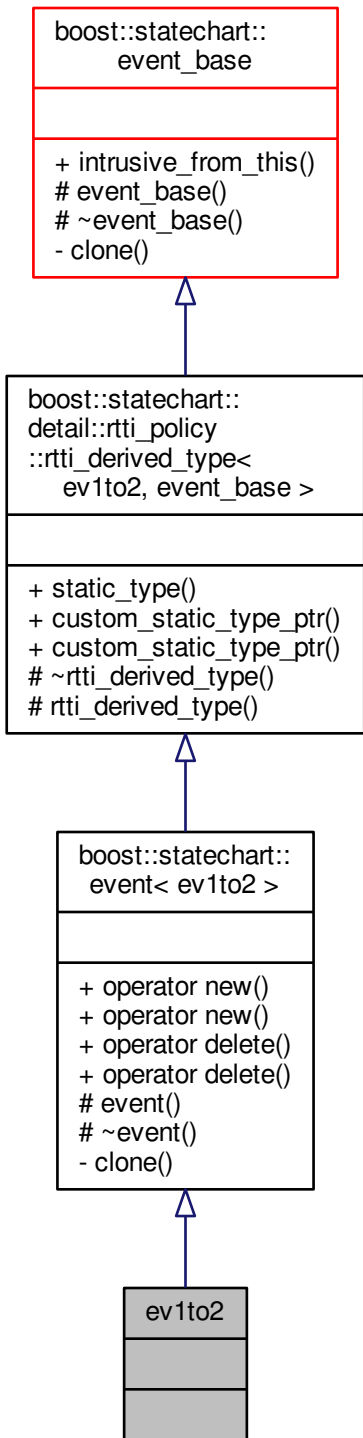 boost::statechart::
event_base
+ intrusive_from_this()
# event_base()
# ~event_base()
- clone()
boost::statechart::
detail::rtti_policy
::rtti_derived_type<
ev1to2, event_base >
+ static_type()
+ custom_static_type_ptr()
+ custom_static_type_ptr()
# ~rtti_derived_type()
# rtti_derived_type()
boost::statechart::
event< ev1to2 >
+ operator new()
+ operator new()
+ operator delete()
+ operator delete()
# event()
# ~event()
- clone()
ev1to2